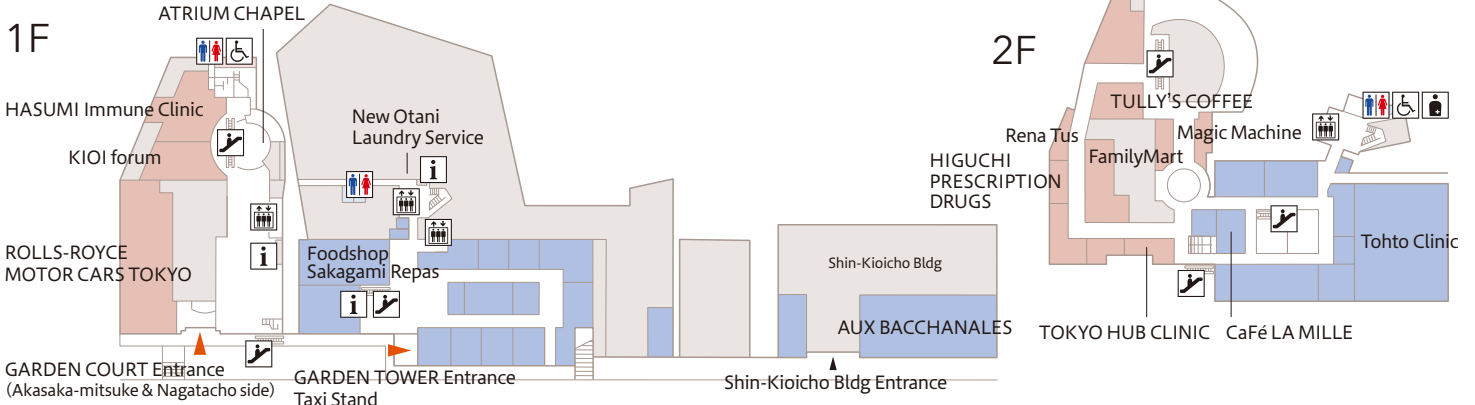 1F
ATRIUM CHAPEL
HASUMI Immune Clinic
KIOI forum
ROLLS-ROYCE
MOTOR CARS TOKYO
GARDEN COURT Entrance
(Akasaka-mitsuke & Nagatacho side)
New Otani
Laundry Service
i
i
i
Foodshop
Sakagami Repas
GARDEN TOWER Entrance
Taxi Stand
Shin-Kioicho Bldg
AUX BACCHANALES
Shin-Kioicho Bldg Entrance
2F
TULLY'S COFFEE
Rena Tus
Magic Machine
FamilyMart
HIGUCHI
PRESCRIPTION
DRUGS
Tohto Clinic
TOKYO HUB CLINIC
CaFé LA MILLE